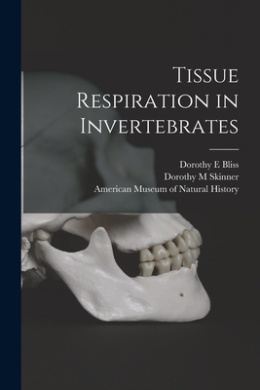 Tissue
Respiration in
Invertebrates
Dorothy E Bliss
Dorothy M Skinner
American Museum of Natural History